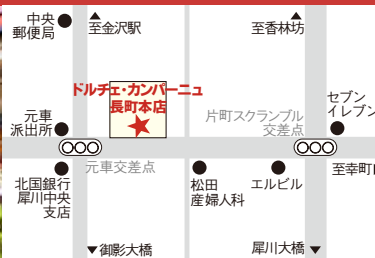 中央
郵便局
▲
至金沢駅
▲
至香林坊
ドルチェ・カンパーニュ
長町本店
★
元車
派出所
片町スクランブル
交差点
セブン
イレブン
元車交差点
至幸町
北国銀行
犀川中央
支店
松田
産婦人科
エルビル
▼御影大橋
犀川大橋 ▼